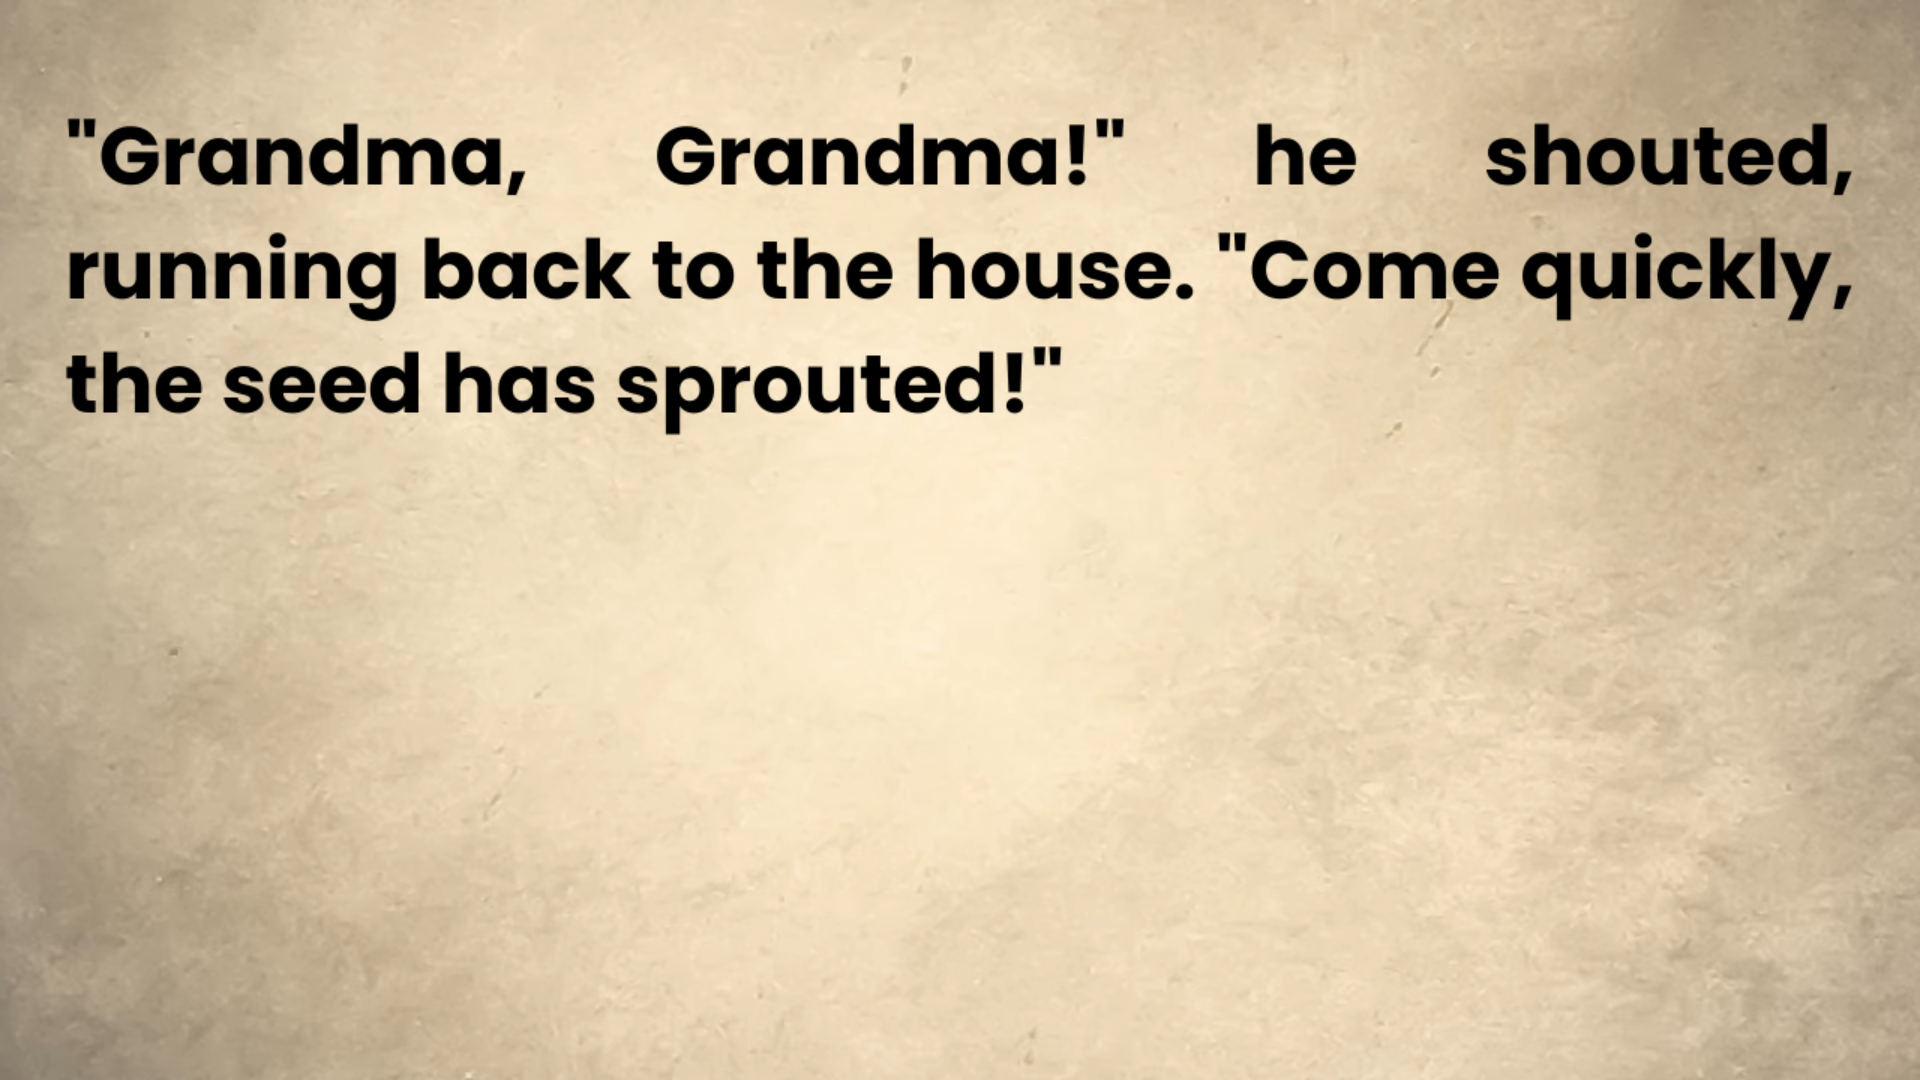 "Grandma, Grandma!" he shouted,
running back to the house. "Come quickly,
the seed has sprouted!"